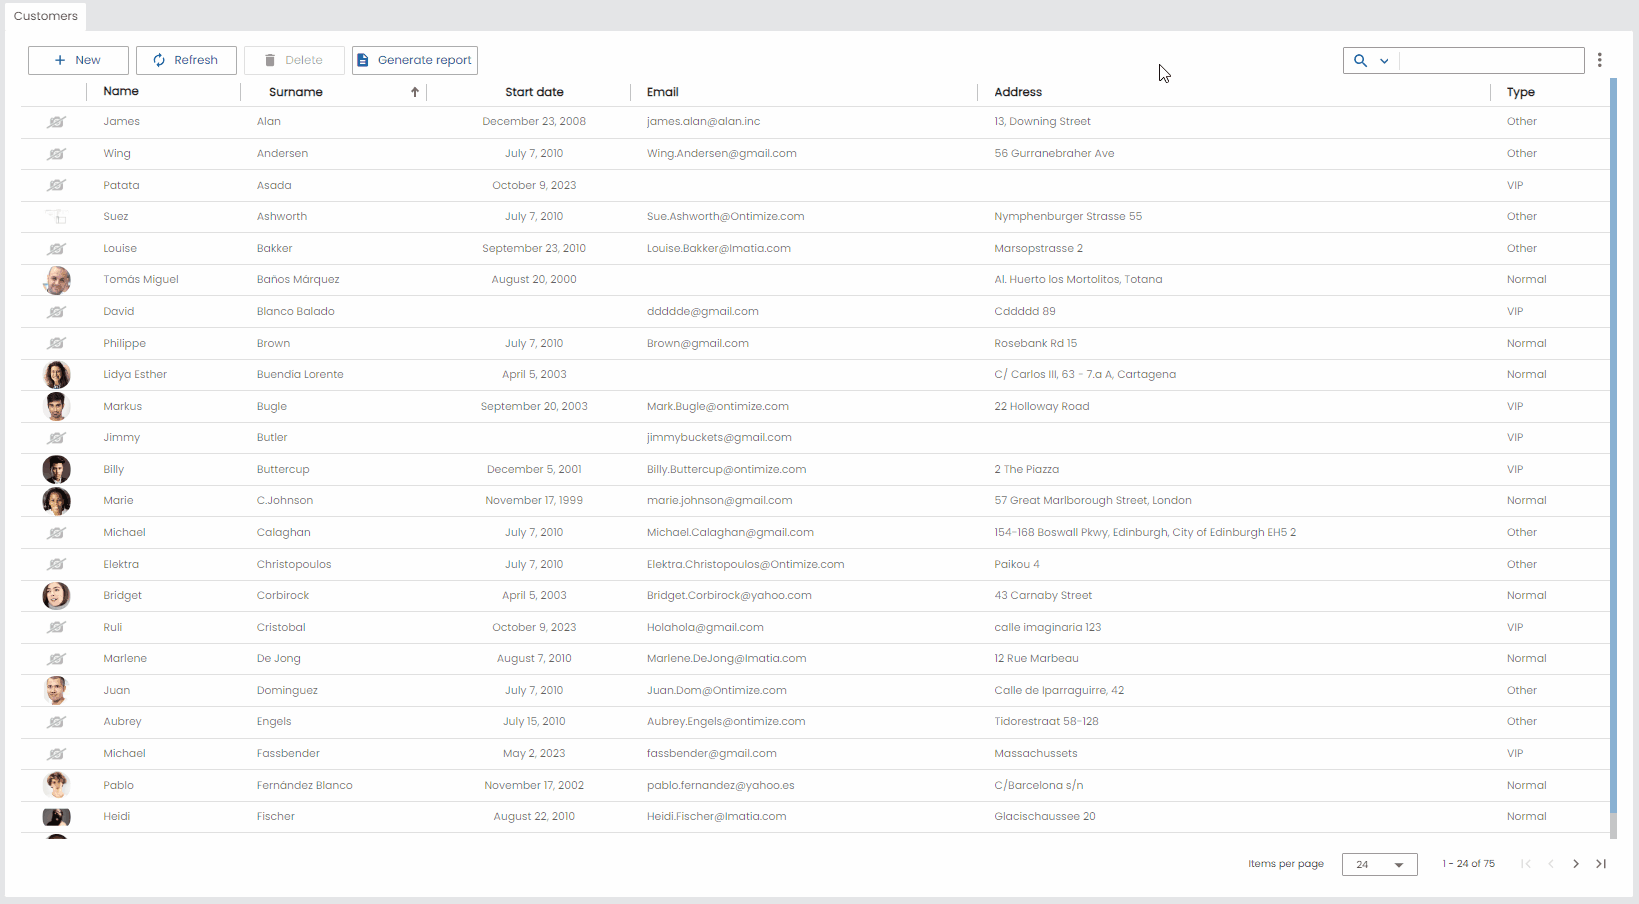 Customers
New Refresh Delete Generate report
Name Surname Start date Email Address Type
James Alan December 23, 2008 james.alan@alan.inc 13, Downing Street Other
Wing Andersen July 7, 2010 Wing.Andersen@gmail.com 56 Gurranebraher Ave Other
Patata Asada October 9, 2023 VIP
Suez Ashworth July 7, 2010 Sue.Ashworth@Ontimize.com Nymphenburger Strasse 55 Other
Louise Bakker September 23, 2010 Louise.Bakker@Imatia.com Marsopstrasse 2 Other
Tomás Miguel Baños Márquez August 20, 2000 Al. Huerto los Mortolitos, Totana Normal
David Blanco Balado ddddde@gmail.com Cddddd 89 VIP
Philippe Brown July 7, 2010 Brown@gmail.com Rosebank Rd 15 Normal
Lidya Esther Buendia Lorente April 5, 2003 C/ Carlos III, 63 - 7.a A, Cartagena Normal
Markus Bugle September 20, 2003 Mark.Bugle@ontimize.com 22 Holloway Road VIP
Jimmy Butler jimmybuckets@gmail.com VIP
Billy Buttercup December 5, 2001 Billy.Buttercup@ontimize.com 2 The Piazza VIP
Marie C.Johnson November 17, 1999 marie.johnson@gmail.com 57 Great Marlborough Street, London Normal
Michael Calaghan July 7, 2010 Michael.Calaghan@gmail.com 154-168 Boswall Pkwy, Edinburgh, City of Edinburgh EH5 2 Other
Elektra Christopoulos July 7, 2010 Elektra.Christopoulos@Ontimize.com Paikou 4 Other
Bridget Corbirock April 5, 2003 Bridget.Corbirock@yahoo.com 43 Carnaby Street Normal
Ruli Cristobal October 9, 2023 Holahola@gmail.com calle imaginaria 123 VIP
Marlene De Jong August 7, 2010 Marlene.DeJong@Imatia.com 12 Rue Marbeau Normal
Juan Dominguez July 7, 2010 Juan.Dom@Ontimize.com Calle de Iparraguirre, 42 Other
Aubrey Engels July 15, 2010 Aubrey.Engels@ontimize.com Tidorestraat 58-128 Other
Michael Fassbender May 2, 2023 fassbender@gmail.com Massachussets VIP
Pablo Fernández Blanco November 17, 2002 pablo.fernandez@yahoo.es C/Barcelona s/n Normal
Heidi Fischer August 22, 2010 Heidi.Fischer@Imatia.com Glacischaussee 20 Normal
Items per page 24 1 - 24 of 75